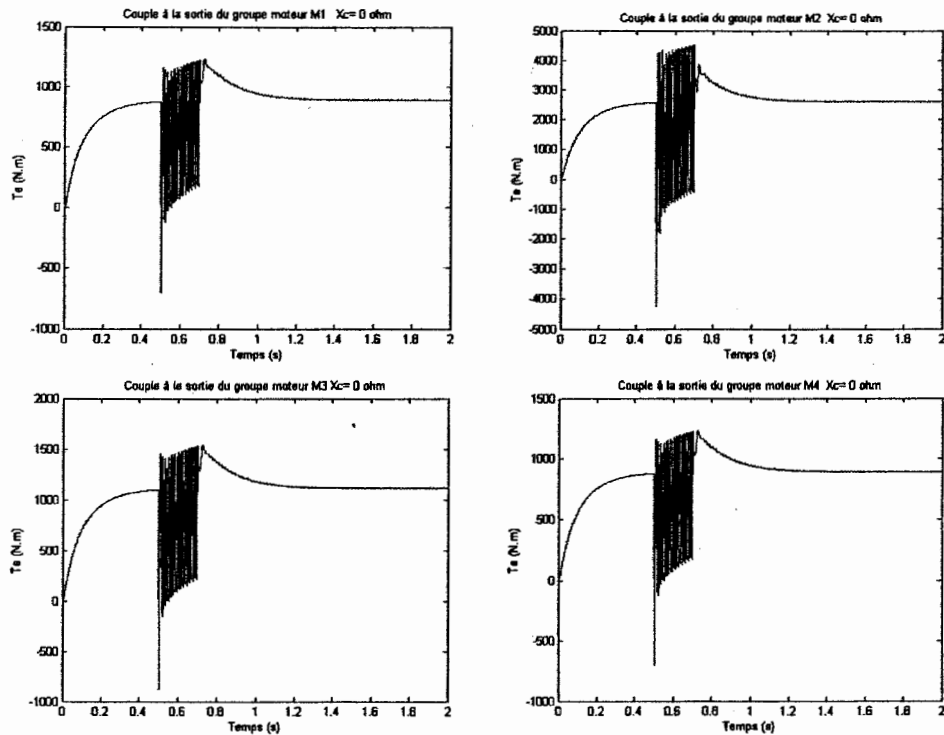 Couple à la sortie du groupe moteur M1 Xc= 0 ohm
1500
1000
500
0
-500
-1000
Te (N.m)
0 0.2 0.4 0.6 0.8 1 1.2 1.4 1.6 1.8 2
Temps (s)
Couple à la sortie du groupe moteur M2 Xc= 0 ohm
5000
4000
3000
2000
1000
0
-1000
-2000
-3000
-4000
-5000
Te (N.m)
0 0.2 0.4 0.6 0.8 1 1.2 1.4 1.6 1.8 2
Temps (s)
Couple à la sortie du groupe moteur M3 Xc= 0 ohm
2000
1500
1000
500
0
-500
-1000
Te (N.m)
0 0.2 0.4 0.6 0.8 1 1.2 1.4 1.6 1.8 2
Temps (s)
Couple à la sortie du groupe moteur M4 Xc= 0 ohm
1500
1000
500
0
-500
-1000
Te (N.m)
0 0.2 0.4 0.6 0.8 1 1.2 1.4 1.6 1.8 2
Temps (s)